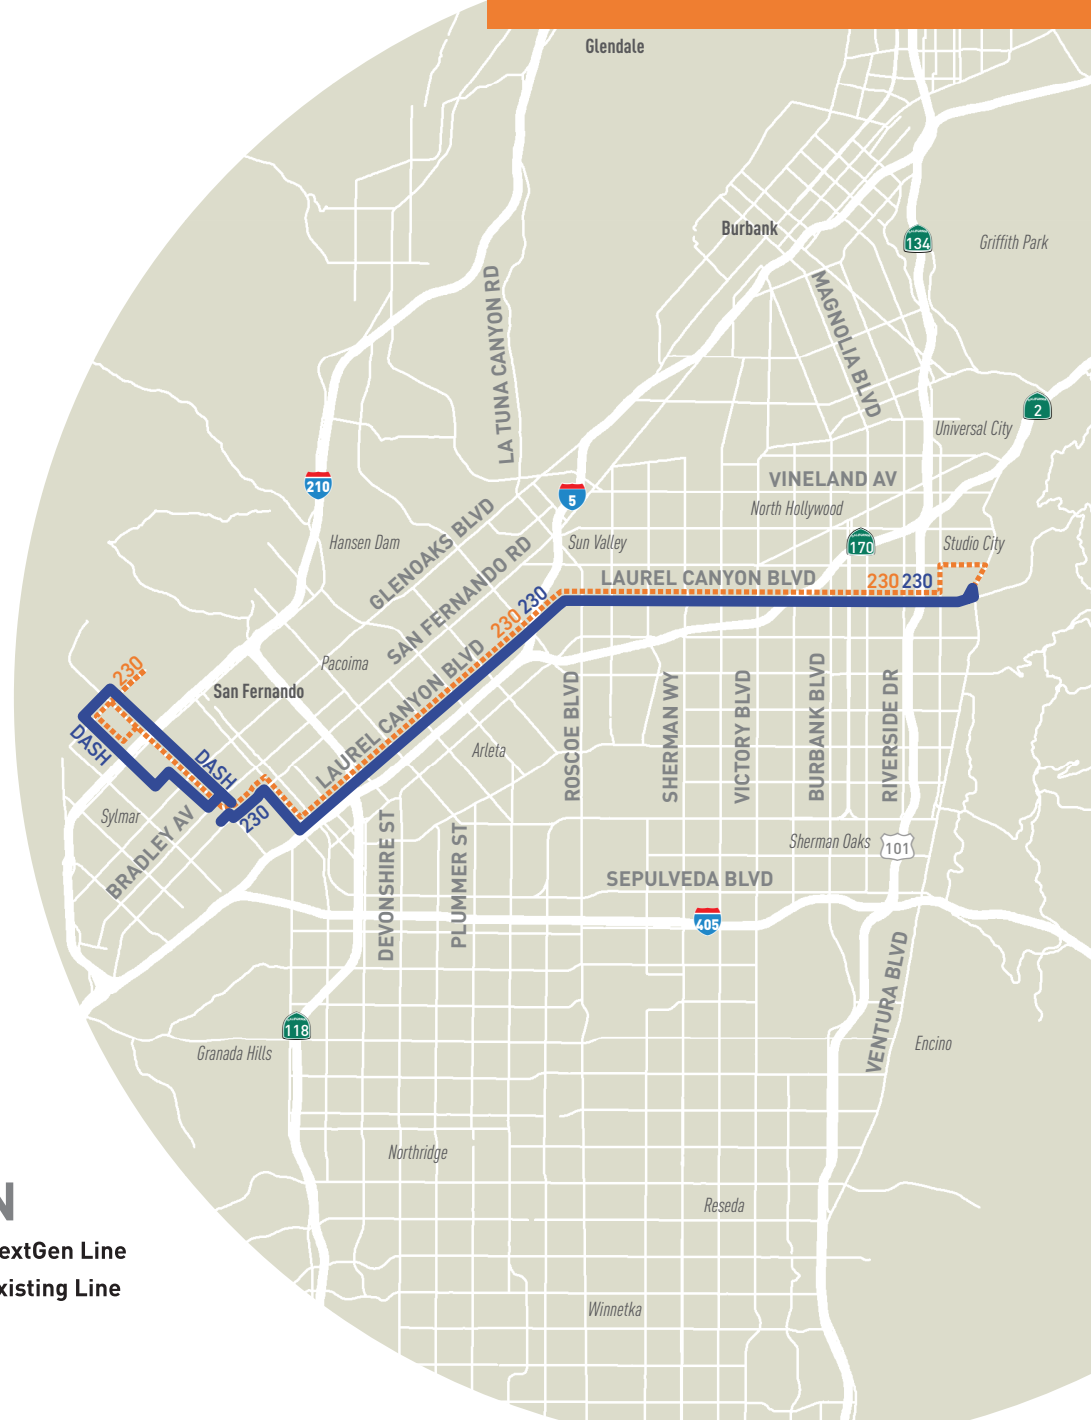 Glendale
Burbank
134
Griffith Park
LA TUNA CANYON RD
MAGNOLIA BLVD
2
Universal City
VINELAND AV
210
5
North Hollywood
GLENOAKS BLVD
Hansen Dam
SAN FERNANDO RD
Sun Valley
170
Studio City
LAUREL CANYON BLVD
230 230
230 230
LAUREL CANYON BLVD
Pacoima
230
San Fernando
DASH
DASH
Arleta
ROSCOE BLVD
SHERMAN WY
VICTORY BLVD
BURBANK BLVD
RIVERSIDE DR
Sylmar
230
BRADLEY AV
DEVONSHIRE ST
PLUMMER ST
Sherman Oaks
101
SEPULVEDA BLVD
405
VENTURA BLVD
118
Granada Hills
Encino
Northridge
Reseda
N
extGen Line
xisting Line
Winnetka